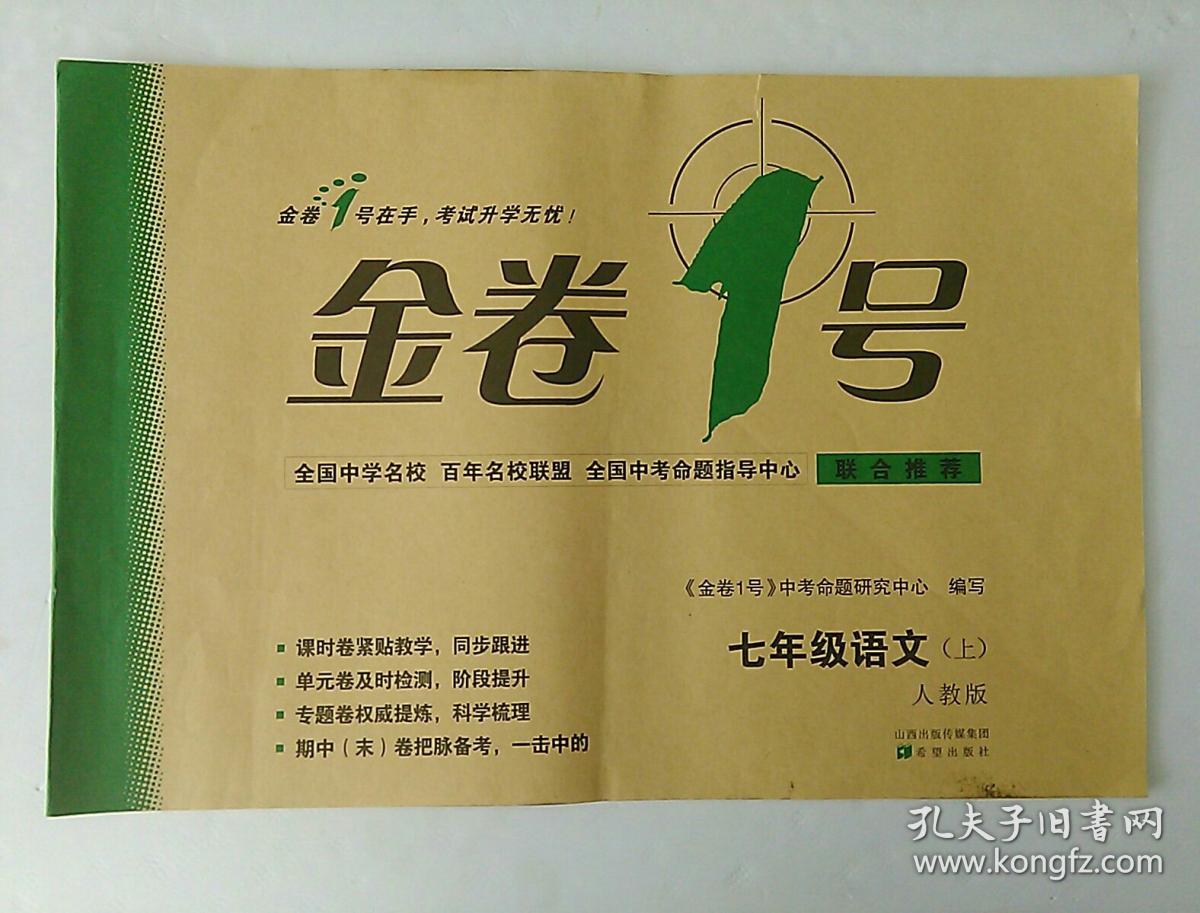 金卷1号在手，考试升学无忧！
金卷1号
全国中学名校 百年名校联盟 全国中考命题指导中心 联合推荐
《金卷1号》中考命题研究中心 编写
七年级语文（上）
人教版
课时卷紧贴教学，同步跟进
单元卷及时检测，阶段提升
专题卷权威提炼，科学梳理
期中（末）卷把脉备考，一击中的
山西出版传媒集团
希望出版社
孔夫子旧書网
www.kongfz.com